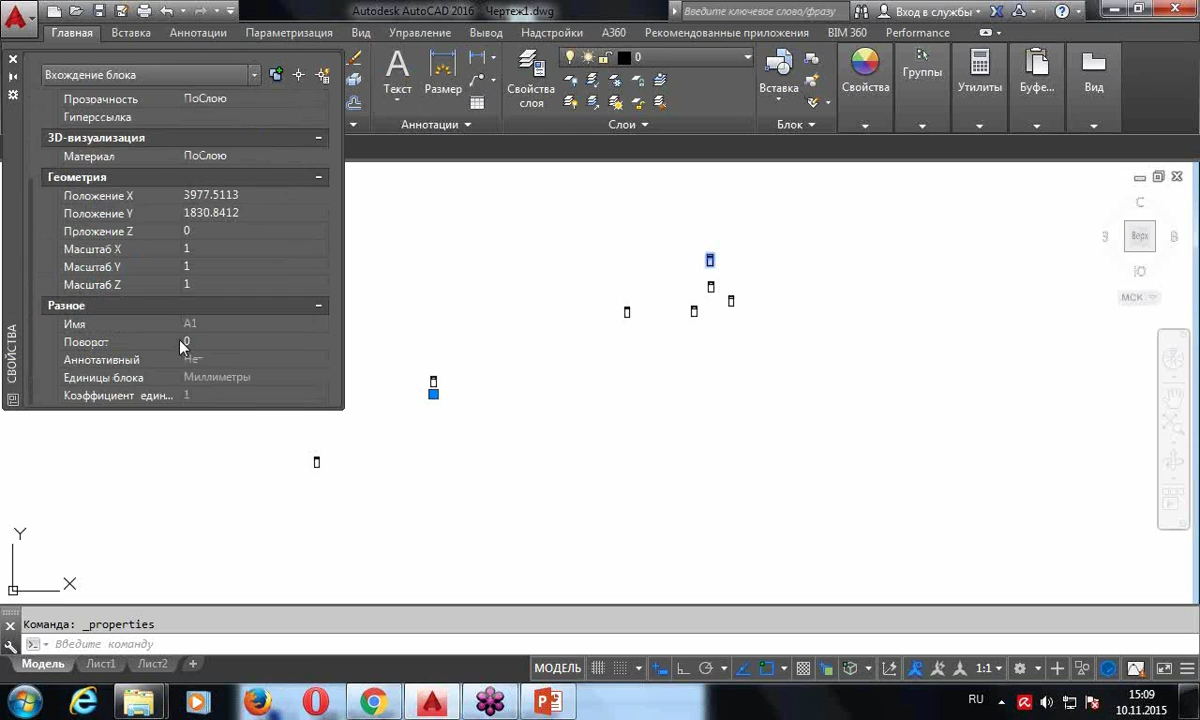 Autodesk AutoCAD 2016 Чертеж1.dwg
Введите ключевое слово/фразу
Вход в службы
Главная Вставка Аннотации Параметризация Вид Управление Вывод Надстройки A360 Рекомендованные приложения BIM 360 Performance
Вхождение блока
Прозрачность ПоСлою
Гиперссылка
3D-визуализация
Материал ПоСлою
Геометрия
Положение X 3977.5113
Положение Y 1830.8412
Прложение Z 0
Масштаб X 1
Масштаб Y 1
Масштаб Z 1
Разное
Имя A1
Поворот 0
Аннотативный Нет
Единицы блока Миллиметры
Коэффициент един... 1
СВОЙСТВА
A
Текст
Размер
Аннотации
Свойства
слоя
0
Слои
Вставка
Блок
Свойства
Группы
Утилиты
Буфе...
Вид
С
З
Верх
В
Ю
МСК
Y
X
Команда: _properties
Введите команду
Модель Лист1 Лист2 +
МОДЕЛЬ
1:1
RU
15:09
10.11.2015